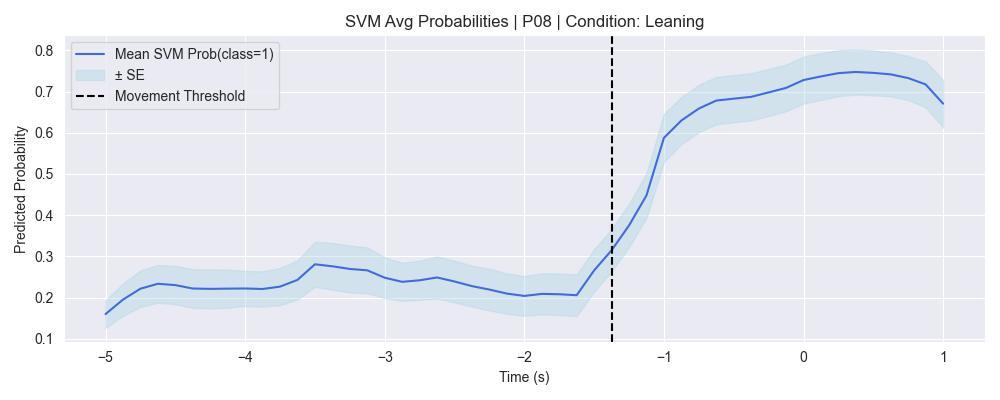 SVM Avg Probabilities | P08 | Condition: Leaning
Mean SVM Prob(class=1)
± SE
Movement Threshold
Predicted Probability
0.8
0.7
0.6
0.5
0.4
0.3
0.2
0.1
−5
−4
−3
−2
−1
0
1
Time (s)